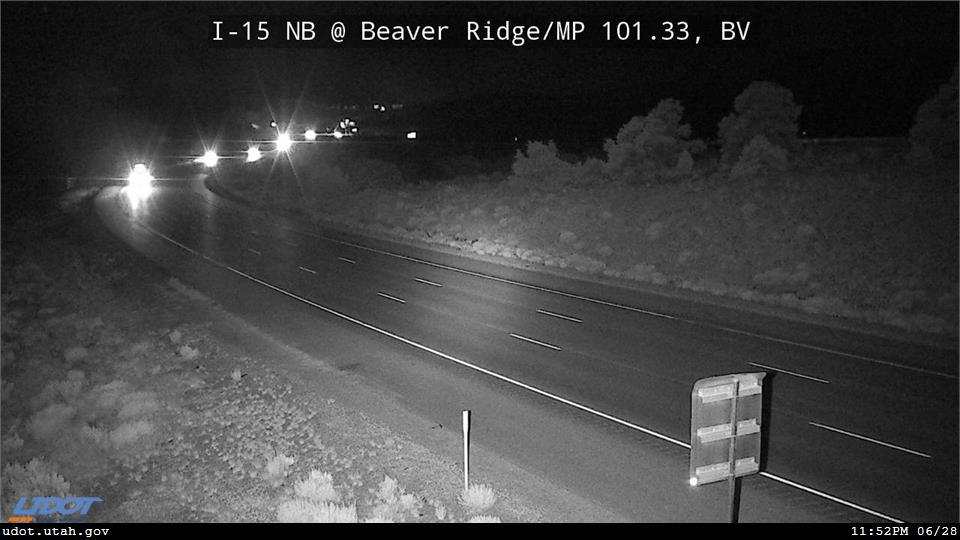 I-15 NB @ Beaver Ridge/MP 101.33, BV
UDOT
udot.utah.gov 11:52PM 06/28